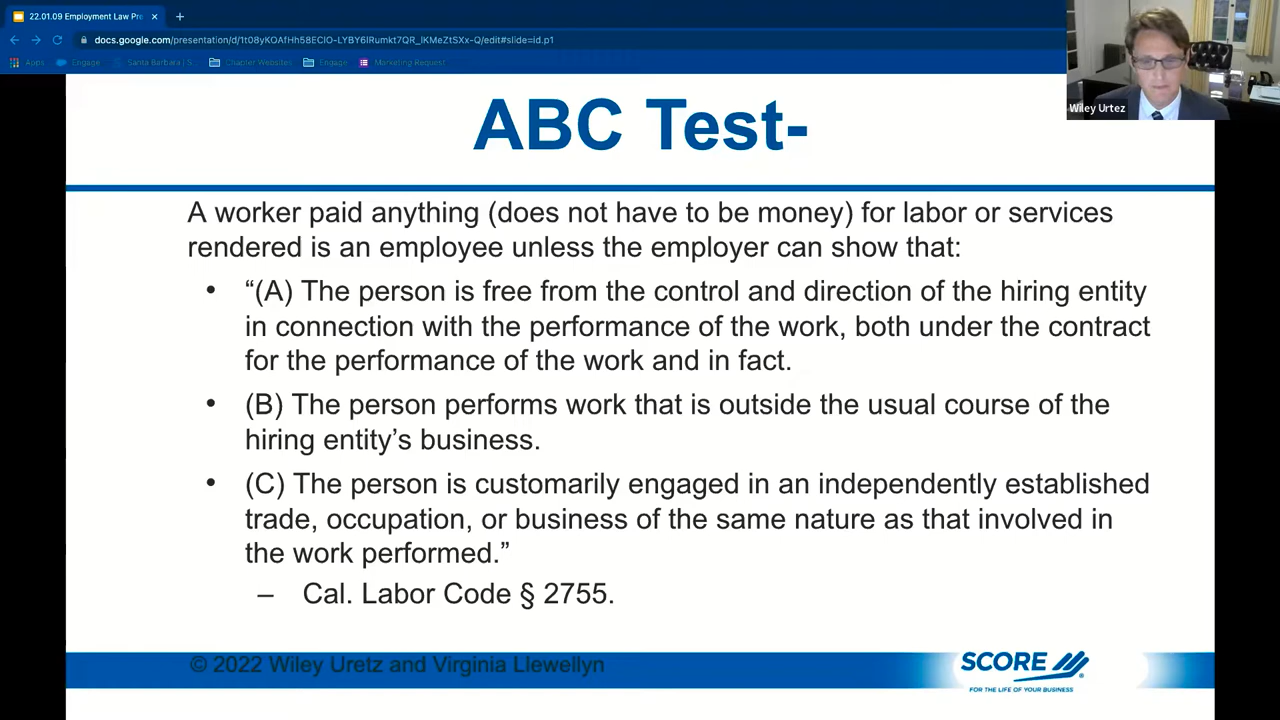 22.01.09 Employment Law Pre
docs.google.com/presentation/d/1t08yKOAfHh58ECIO-LYBY6lRumkt7QR_lKMeZtSXx-Q/edit#slide=id.p1
Apps Engage Santa Barbara | S... Chapter Websites Engage Marketing Request
Wiley Urtez
ABC Test-
A worker paid anything (does not have to be money) for labor or services
rendered is an employee unless the employer can show that:
• “(A) The person is free from the control and direction of the hiring entity
in connection with the performance of the work, both under the contract
for the performance of the work and in fact.
• (B) The person performs work that is outside the usual course of the
hiring entity’s business.
• (C) The person is customarily engaged in an independently established
trade, occupation, or business of the same nature as that involved in
the work performed.”
– Cal. Labor Code § 2755.
© 2022 Wiley Uretz and Virginia Llewellyn
SCORE
FOR THE LIFE OF YOUR BUSINESS